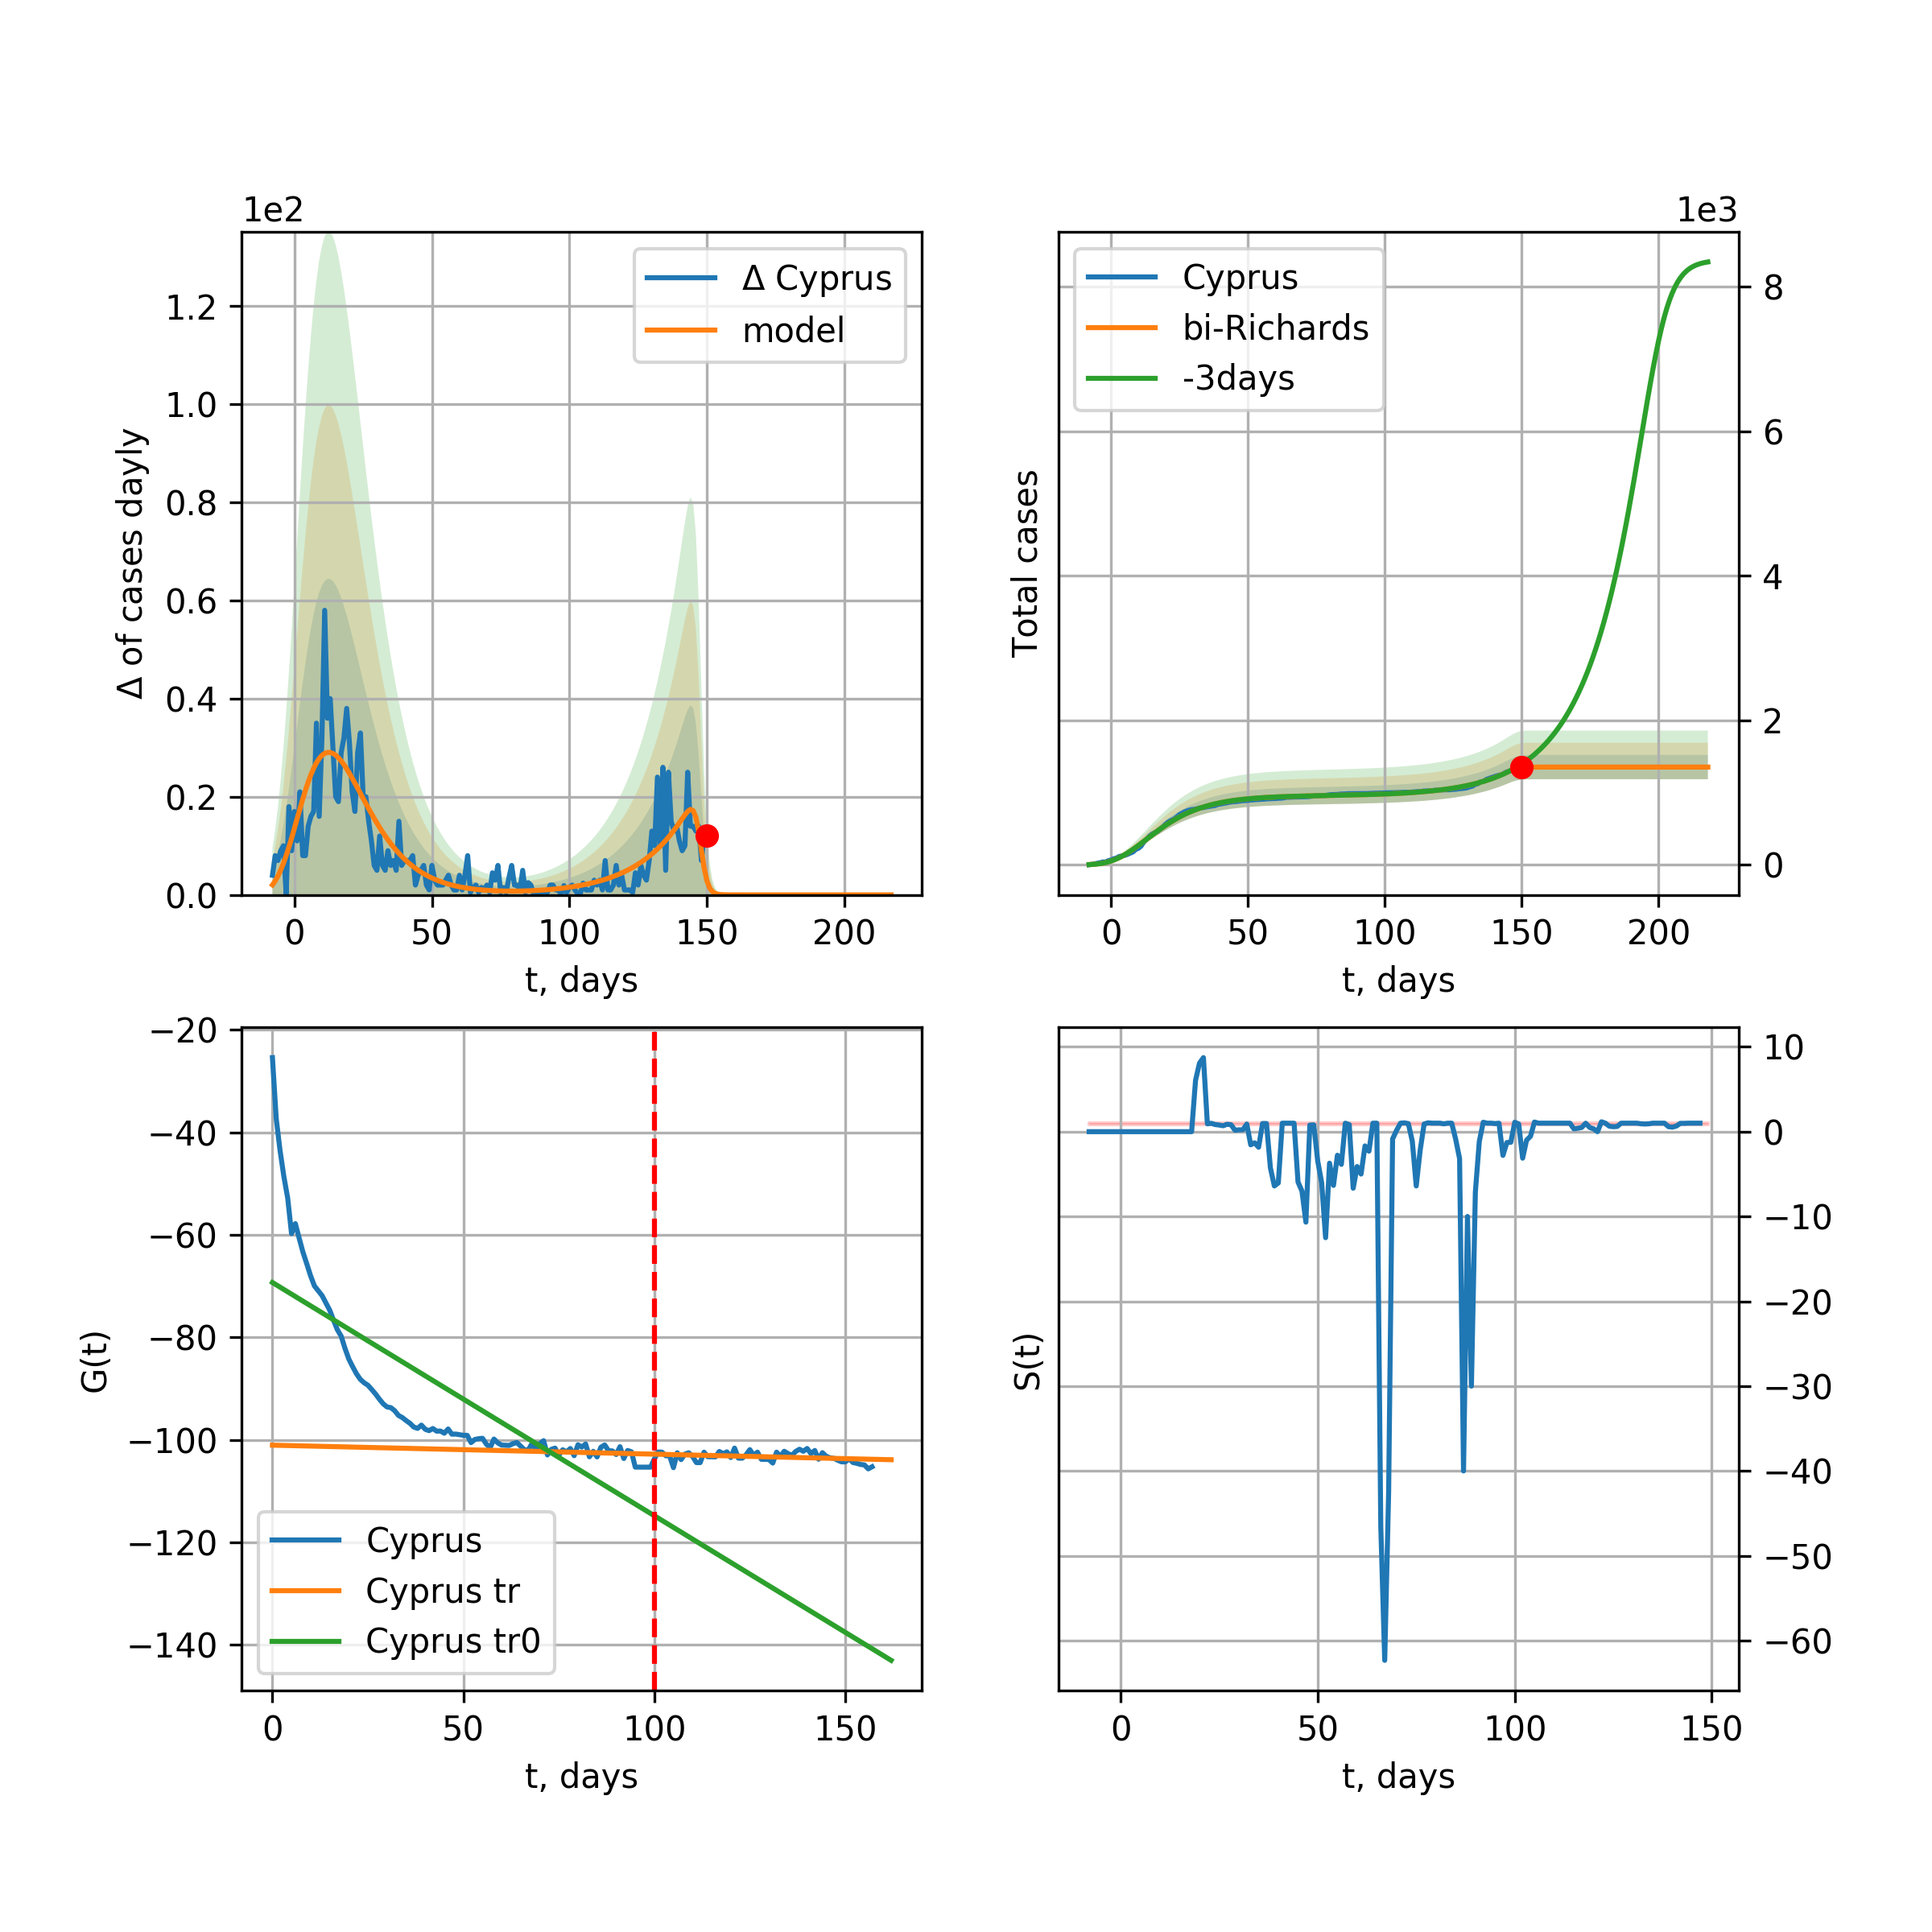 1e2
Δ Cyprus
model
1.2
1.0
0.8
0.6
0.4
0.2
0.0
Δ of cases dayly
0 50 100 150 200
t, days
1e3
Cyprus
bi-Richards
-3days
8
6
4
2
0
Total cases
0 50 100 150 200
t, days
−20
−40
−60
−80
−100
−120
−140
G(t)
Cyprus
Cyprus tr
Cyprus tr0
0 50 100 150
t, days
10
0
−10
−20
−30
−40
−50
−60
S(t)
0 50 100 150
t, days